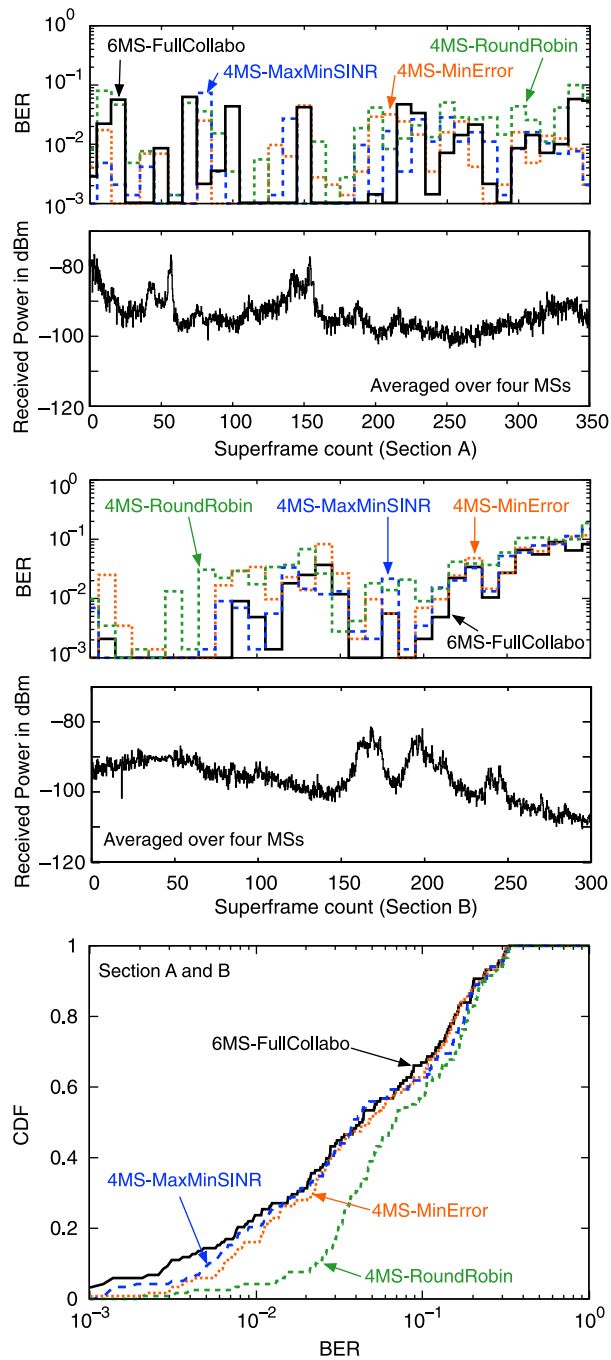 6MS-FullCollabo
4MS-RoundRobin
4MS-MaxMinSINR
4MS-MinError
BER
10^0
10^-1
10^-2
10^-3
Received Power in dBm
−80
−100
−120
Averaged over four MSs
0 50 100 150 200 250 300 350
Superframe count (Section A)
4MS-RoundRobin
4MS-MaxMinSINR
4MS-MinError
6MS-FullCollabo
BER
10^0
10^-1
10^-2
10^-3
Received Power in dBm
−80
−100
−120
Averaged over four MSs
0 50 100 150 200 250 300
Superframe count (Section B)
Section A and B
6MS-FullCollabo
4MS-MaxMinSINR
4MS-MinError
4MS-RoundRobin
CDF
1
0.8
0.6
0.4
0.2
0
10^−3 10^−2 10^−1 10^0
BER